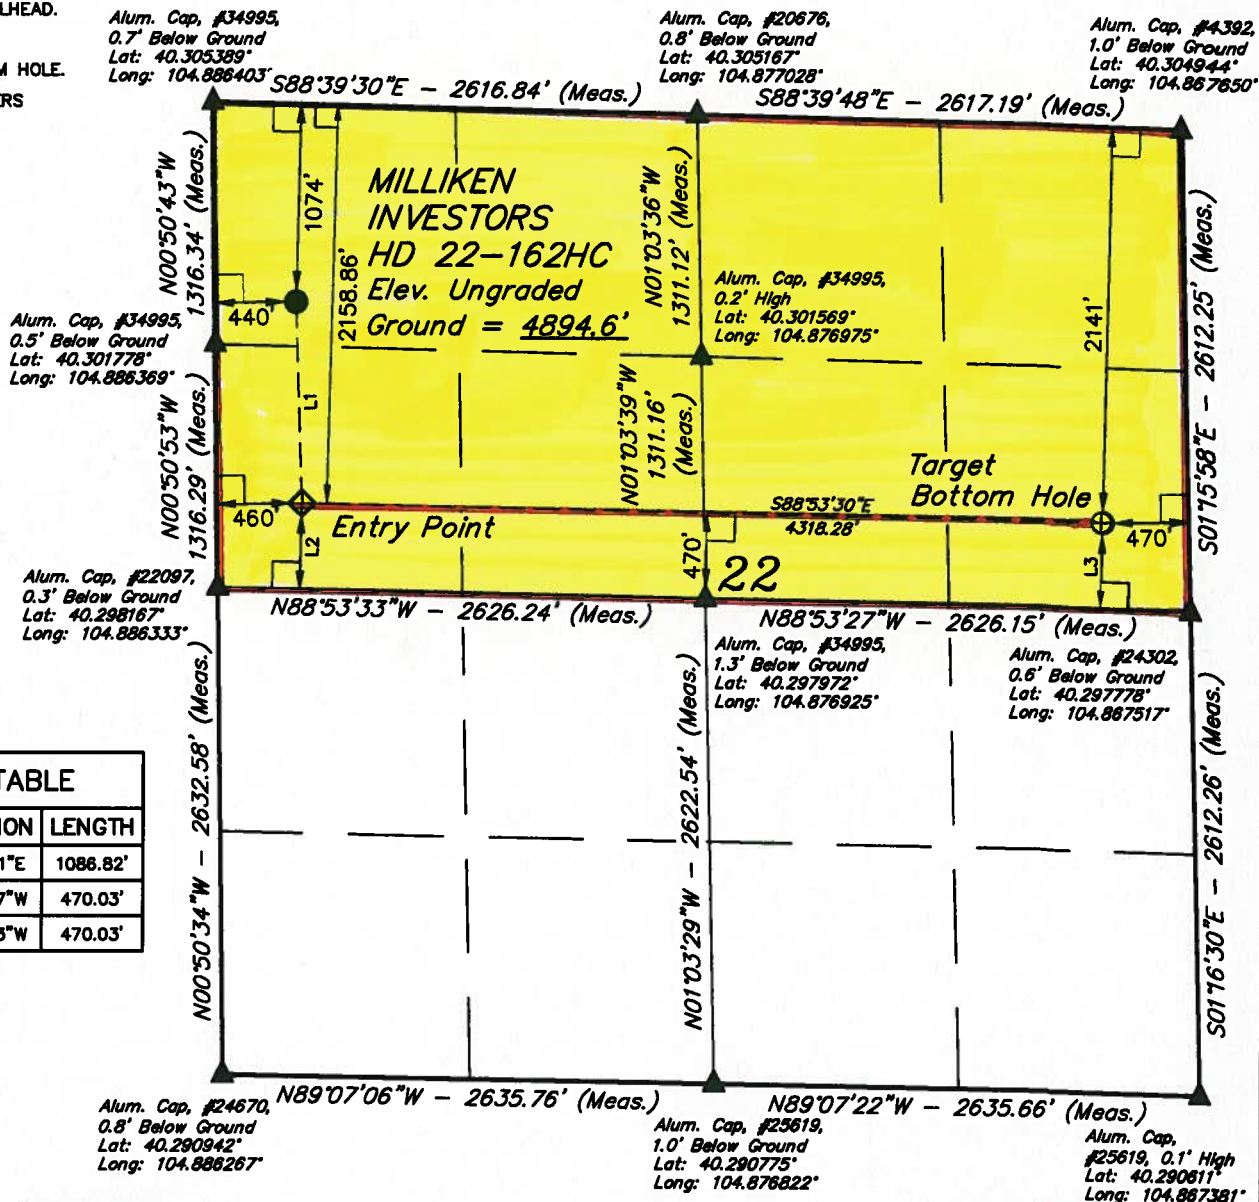 LHEAD.
M HOLE.
ERS
Alum. Cap, #34995,
0.7' Below Ground
Lat: 40.305389°
Long: 104.886403°
Alum. Cap, #20676,
0.8' Below Ground
Lat: 40.305167°
Long: 104.877028°
Alum. Cap, #4392,
1.0' Below Ground
Lat: 40.304944°
Long: 104.867650°
S88°39'30"E - 2616.84' (Meas.)
S88°39'48"E - 2617.19' (Meas.)
N00°50'43"W
1316.34' (Meas.)
1074'
2158.86'
MILLIKEN
INVESTORS
HD 22-162HC
Elev. Ungraded
Ground = 4894.6'
N01°03'36"W
1311.12' (Meas.)
Alum. Cap, #34995,
0.2' High
Lat: 40.301569°
Long: 104.876975°
2141'
S01°15'58"E - 2612.25' (Meas.)
440'
Alum. Cap, #34995,
0.5' Below Ground
Lat: 40.301778°
Long: 104.886369°
N00°50'53"W
1316.29' (Meas.)
L1
N01°03'39"W
1311.16'
(Meas.)
Target
Bottom Hole
S88°53'30"E
4318.28'
460'
Entry Point
L2
470'
22
L3
470'
Alum. Cap, #22097,
0.3' Below Ground
Lat: 40.298167°
Long: 104.886333°
N88°53'33"W - 2626.24' (Meas.)
N88°53'27"W - 2626.15' (Meas.)
Alum. Cap, #34995,
1.3' Below Ground
Lat: 40.297972°
Long: 104.876925°
Alum. Cap, #24302,
0.6' Below Ground
Lat: 40.297778°
Long: 104.867517°
TABLE
ION LENGTH
1"E 1086.82'
7"W 470.03'
"W 470.03'
N00°50'34"W - 2632.58' (Meas.)
N01°03'29"W - 2622.54' (Meas.)
S01°16'30"E - 2612.26' (Meas.)
N89°07'06"W - 2635.76' (Meas.)
N89°07'22"W - 2635.66' (Meas.)
Alum. Cap, #24670,
0.8' Below Ground
Lat: 40.290942°
Long: 104.886267°
Alum. Cap, #25619,
1.0' Below Ground
Lat: 40.290775°
Long: 104.876822°
Alum. Cap,
#25619, 0.1' High
Lat: 40.290611°
Long: 104.867381°